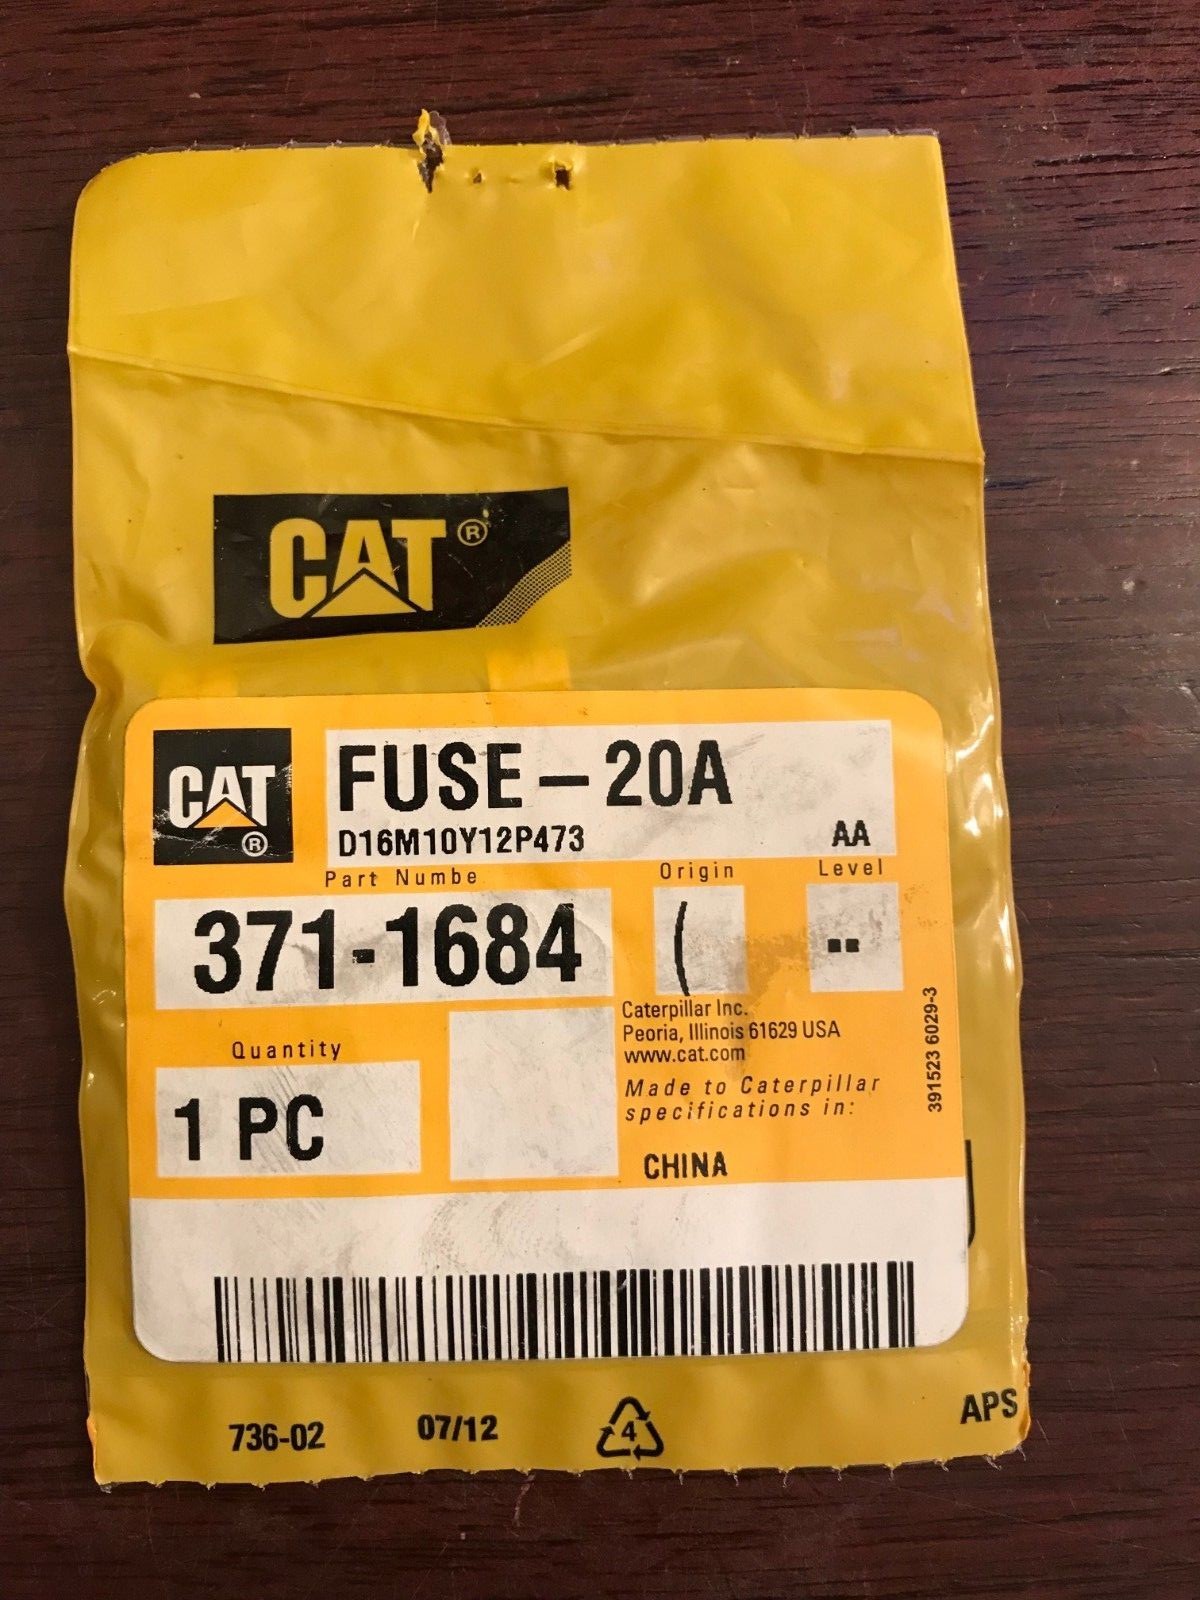 CAT®
CAT®
FUSE-20A
D16M10Y12P473 AA
Part Numbe Origin Level
371-1684 ( --
Caterpillar Inc.
Peoria, Illinois 61629 USA
www.cat.com
Quantity
1 PC
Made to Caterpillar
specifications in:
CHINA
391523 6029-3
736-02 07/12 4 APS